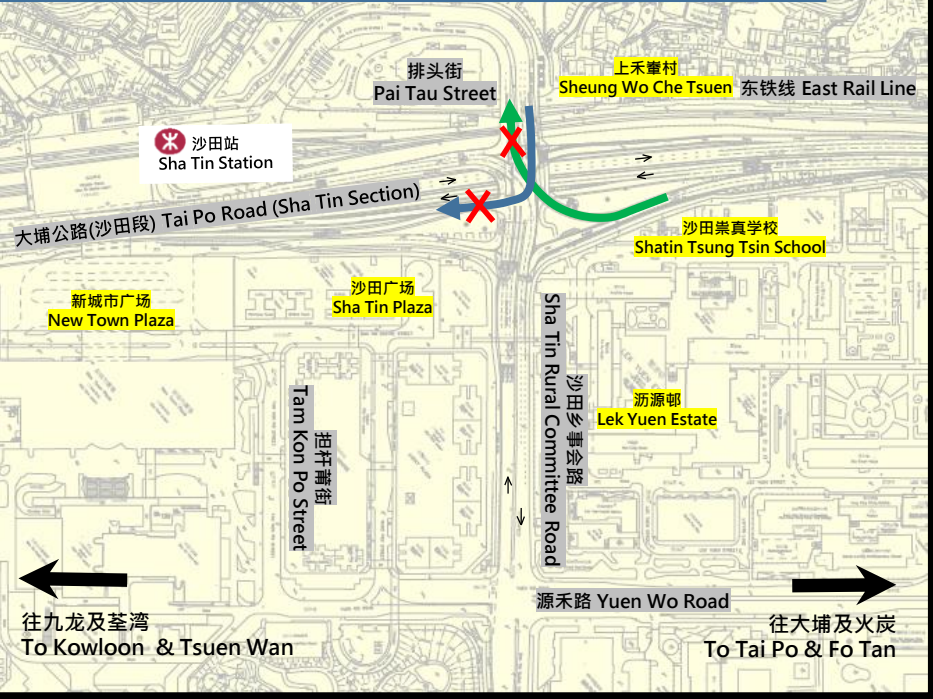 排头街
Pai Tau Street
上禾輋村
Sheung Wo Che Tsuen
东铁线 East Rail Line
沙田站
Sha Tin Station
大埔公路(沙田段) Tai Po Road (Sha Tin Section)
沙田崇真学校
Shatin Tsung Tsin School
新城市广场
New Town Plaza
沙田广场
Sha Tin Plaza
沙田乡事会路
Sha Tin Rural Committee Road
沥源邨
Lek Yuen Estate
担杆莆街
Tam Kon Po Street
源禾路 Yuen Wo Road
往九龙及荃湾
To Kowloon & Tsuen Wan
往大埔及火炭
To Tai Po & Fo Tan